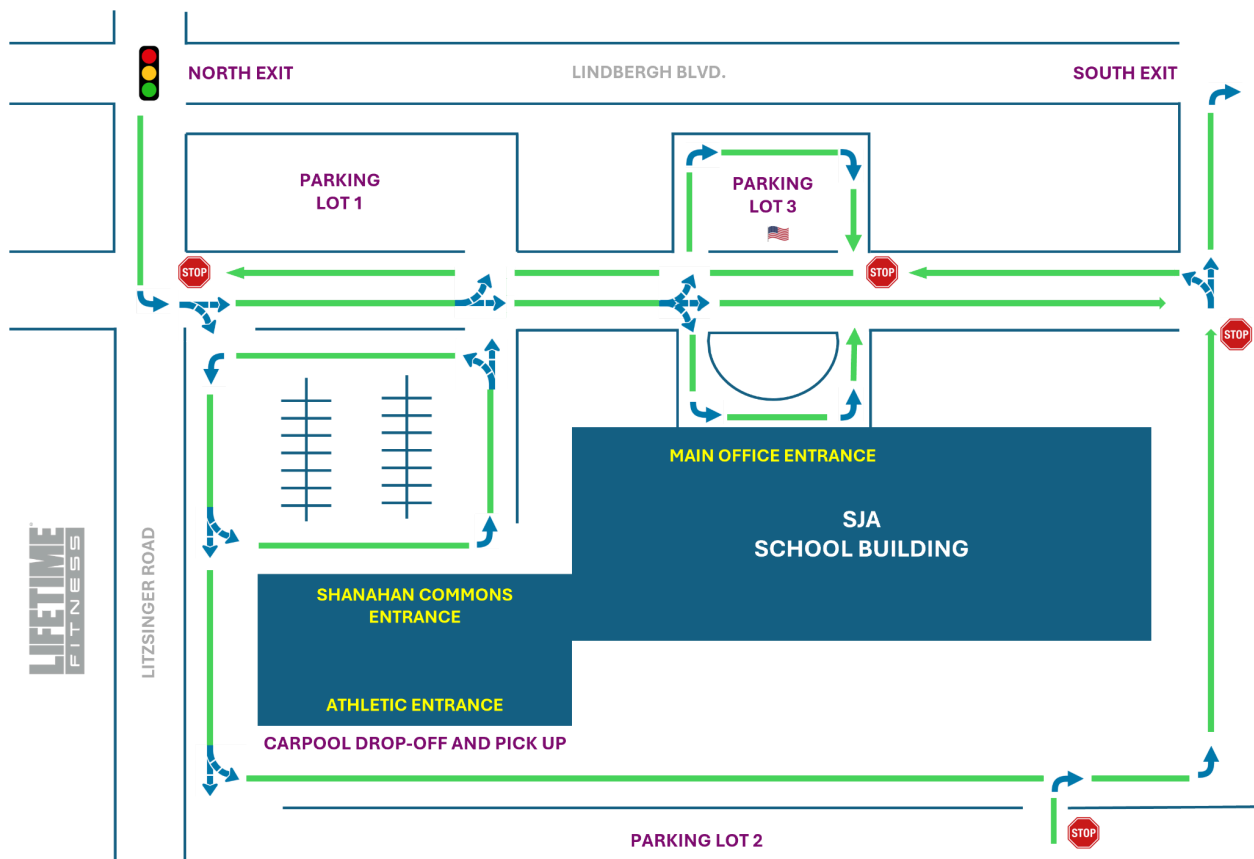 NORTH EXIT
LINDBERGH BLVD.
SOUTH EXIT
PARKING
LOT 1
PARKING
LOT 3
STOP
STOP
STOP
MAIN OFFICE ENTRANCE
SJA
SCHOOL BUILDING
LIFETIME
FITNESS
LITZSINGER ROAD
SHANAHAN COMMONS
ENTRANCE
ATHLETIC ENTRANCE
CARPOOL DROP-OFF AND PICK UP
PARKING LOT 2
STOP